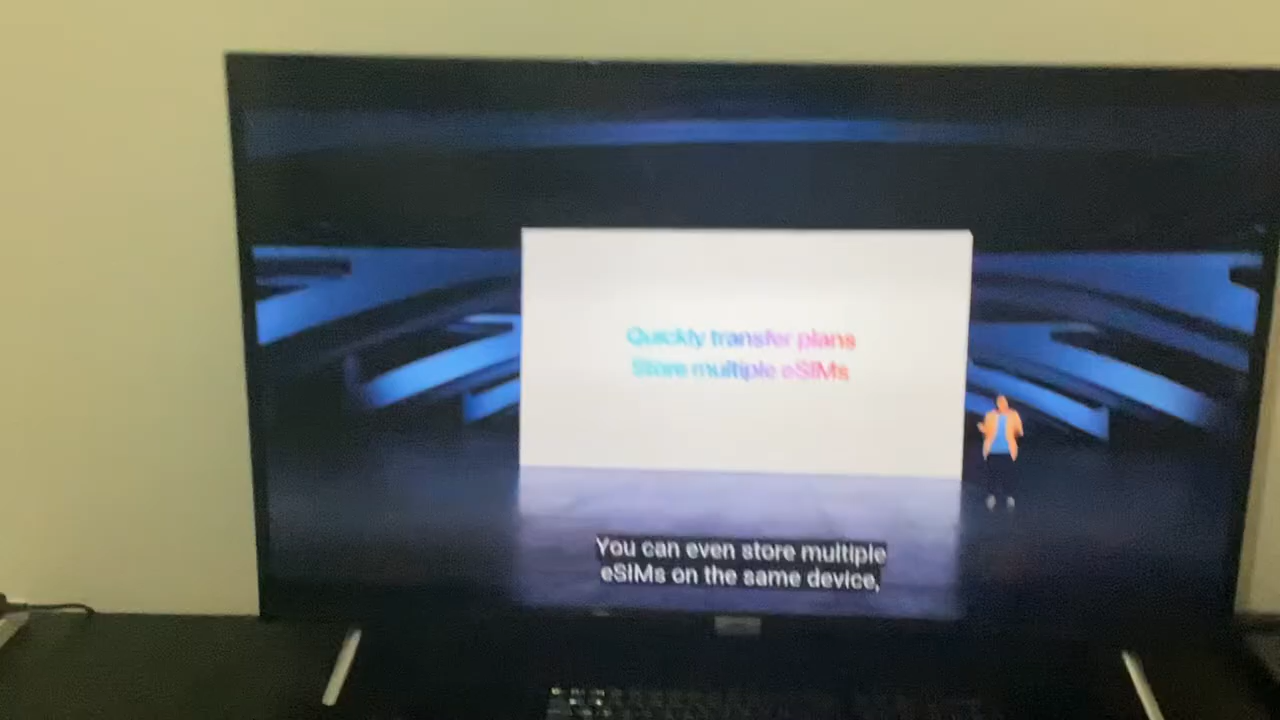 Quickly transfer plans
Store multiple eSIMs
You can even store multiple
eSIMs on the same device,